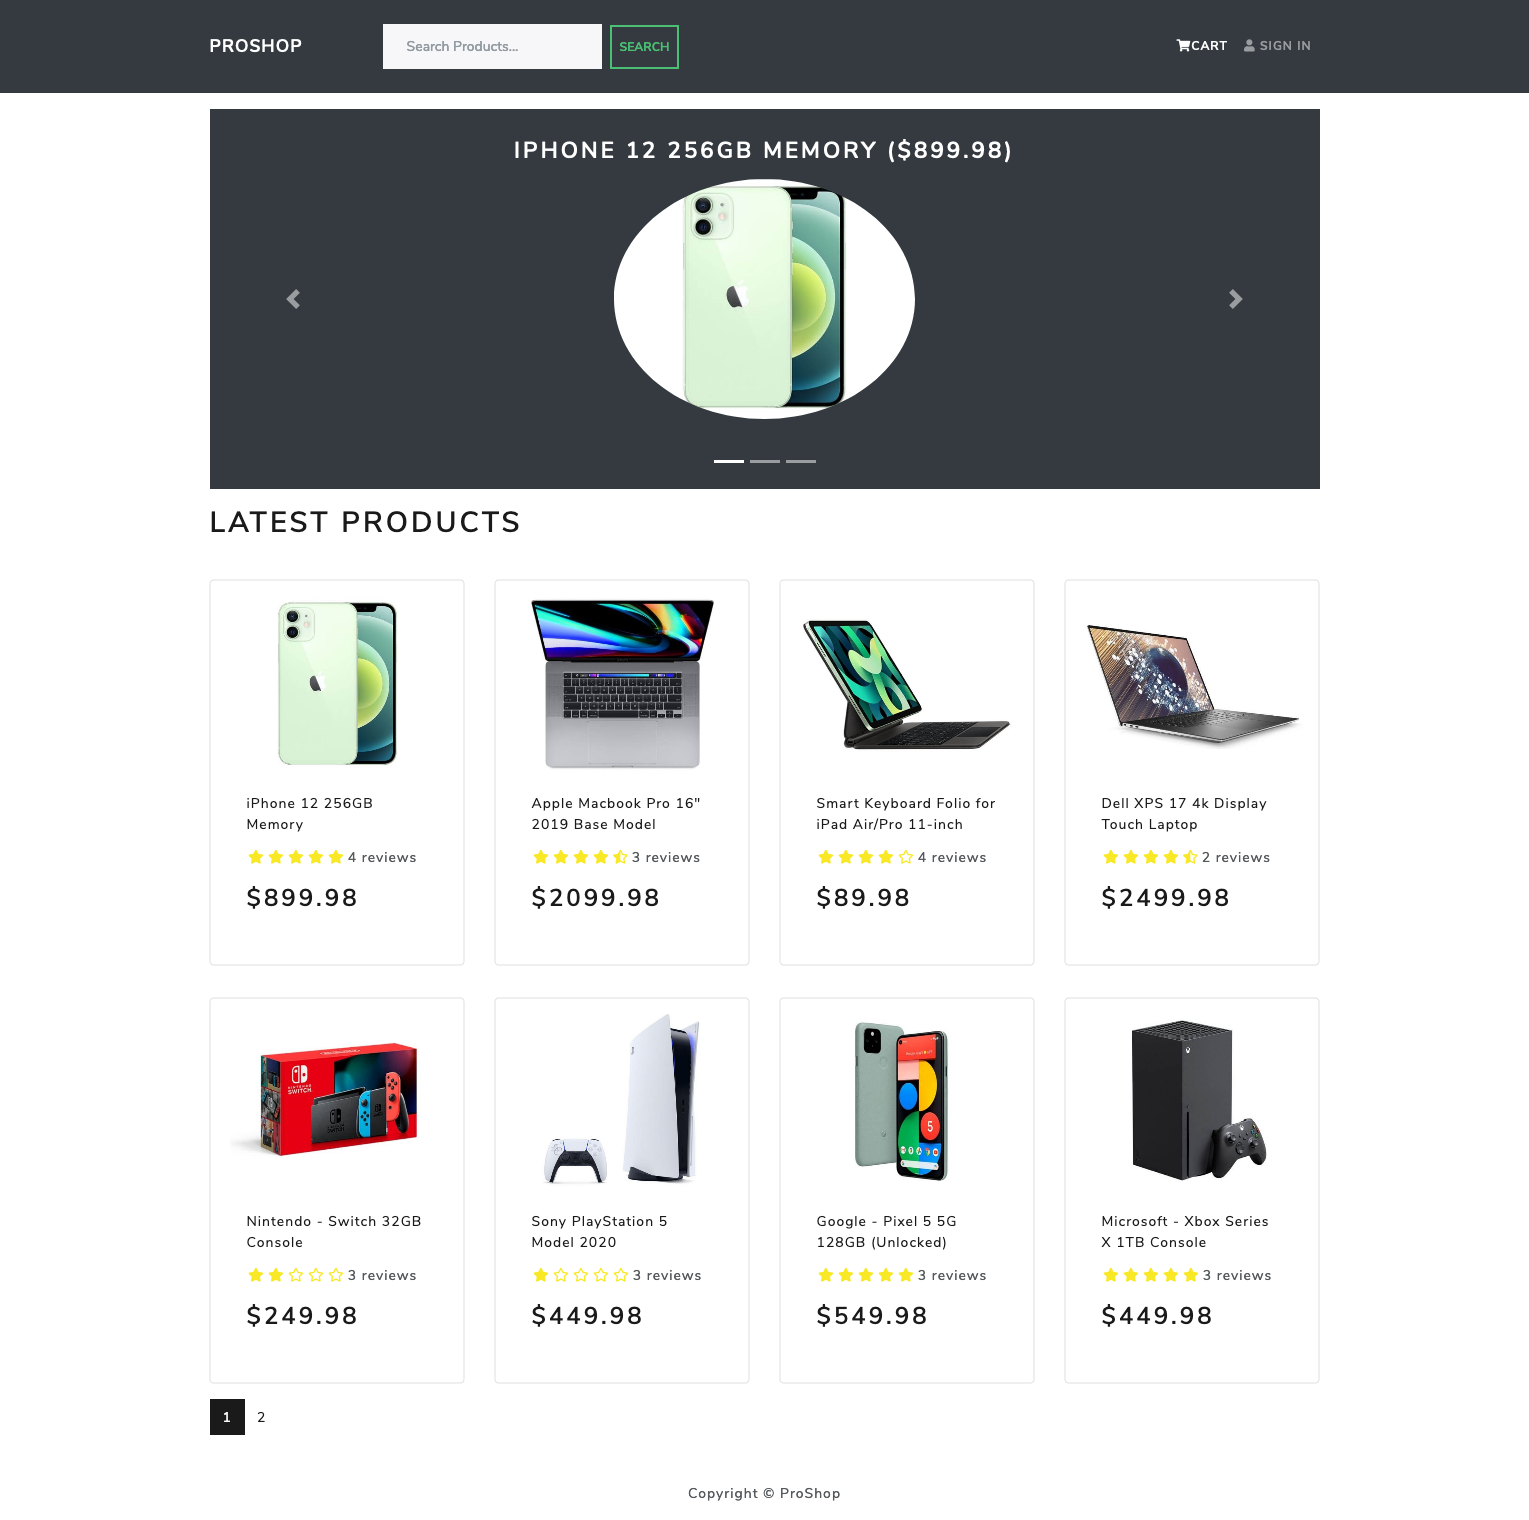 PROSHOP
Search Products...
SEARCH
CART
SIGN IN
IPHONE 12 256GB MEMORY ($899.98)
LATEST PRODUCTS
iPhone 12 256GB
Memory
4 reviews
$899.98
Apple Macbook Pro 16"
2019 Base Model
3 reviews
$2099.98
Smart Keyboard Folio for
iPad Air/Pro 11-inch
4 reviews
$89.98
Dell XPS 17 4k Display
Touch Laptop
2 reviews
$2499.98
NINTENDO
SWITCH
Nintendo - Switch 32GB
Console
3 reviews
$249.98
Sony PlayStation 5
Model 2020
3 reviews
$449.98
5
Google - Pixel 5 5G
128GB (Unlocked)
3 reviews
$549.98
Microsoft - Xbox Series
X 1TB Console
3 reviews
$449.98
1
2
Copyright © ProShop